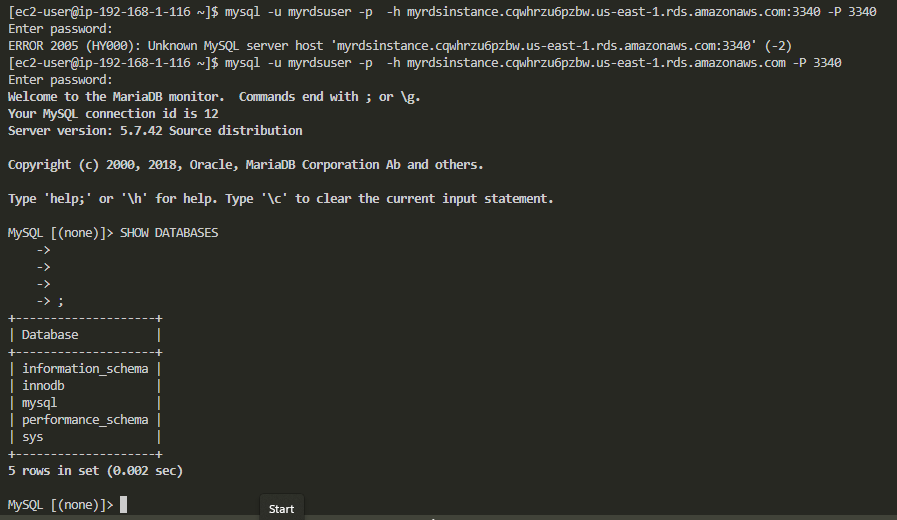 [ec2-user@ip-192-168-1-116 ~]$ mysql -u myrdsuser -p  -h myrdsinstance.cqwhrzu6pzbw.us-east-1.rds.amazonaws.com:3340 -P 3340
Enter password:
ERROR 2005 (HY000): Unknown MySQL server host 'myrdsinstance.cqwhrzu6pzbw.us-east-1.rds.amazonaws.com:3340' (-2)
[ec2-user@ip-192-168-1-116 ~]$ mysql -u myrdsuser -p  -h myrdsinstance.cqwhrzu6pzbw.us-east-1.rds.amazonaws.com -P 3340
Enter password:
Welcome to the MariaDB monitor.  Commands end with ; or \g.
Your MySQL connection id is 12
Server version: 5.7.42 Source distribution

Copyright (c) 2000, 2018, Oracle, MariaDB Corporation Ab and others.

Type 'help;' or '\h' for help. Type '\c' to clear the current input statement.

MySQL [(none)]> SHOW DATABASES
    ->
    ->
    ->
    -> ;
+--------------------+
| Database           |
+--------------------+
| information_schema |
| innodb             |
| mysql              |
| performance_schema |
| sys                |
+--------------------+
5 rows in set (0.002 sec)

MySQL [(none)]>
Start